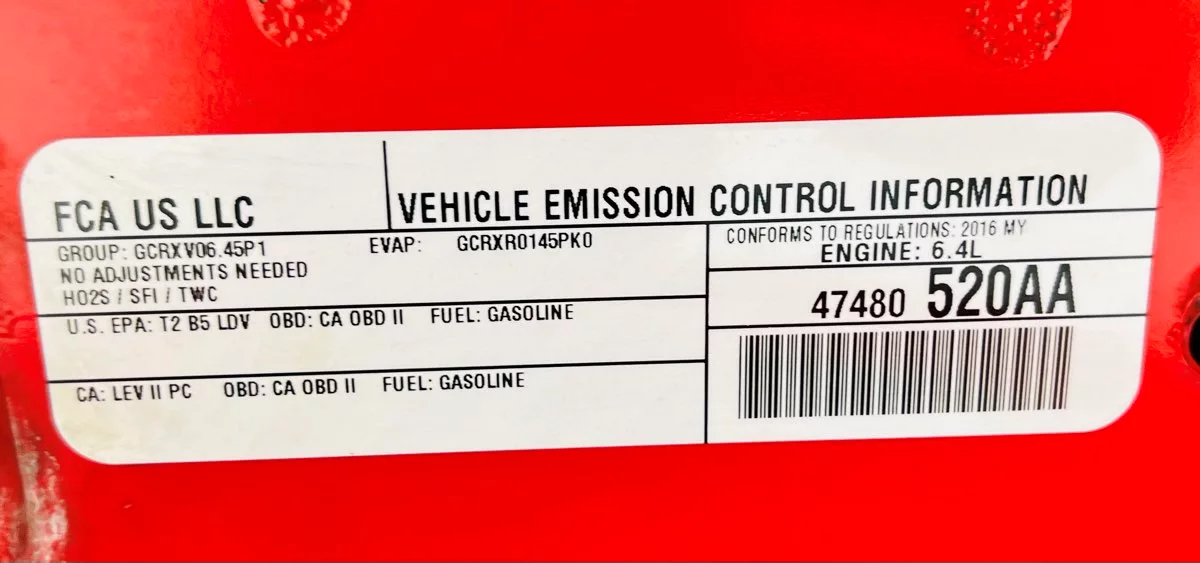 FCA US LLC
VEHICLE EMISSION CONTROL INFORMATION
GROUP: GCRXV06.45P1 EVAP: GCRXR0145PK0
NO ADJUSTMENTS NEEDED
HO2S / SFI / TWC
U.S. EPA: T2 B5 LDV OBD: CA OBD II FUEL: GASOLINE
CA: LEV II PC OBD: CA OBD II FUEL: GASOLINE
CONFORMS TO REGULATIONS: 2016 MY
ENGINE: 6.4L
47480 520AA